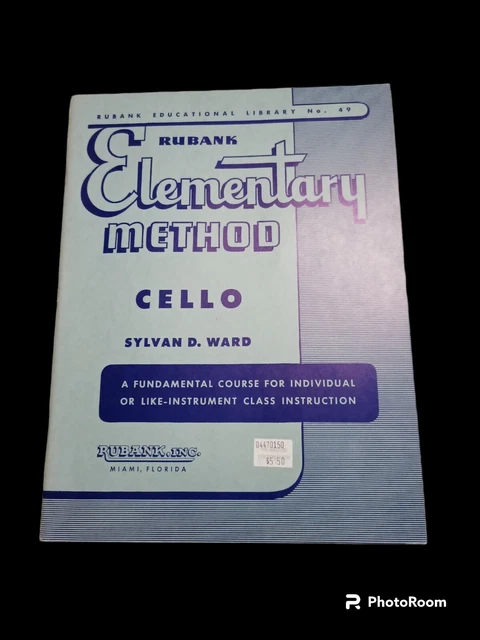 RUBANK EDUCATIONAL LIBRARY No. 49
RUBANK
Elementary
METHOD
CELLO
SYLVAN D. WARD
A FUNDAMENTAL COURSE FOR INDIVIDUAL
OR LIKE-INSTRUMENT CLASS INSTRUCTION
RUBANK, INC.
MIAMI, FLORIDA
04470150
$5.50
PhotoRoom